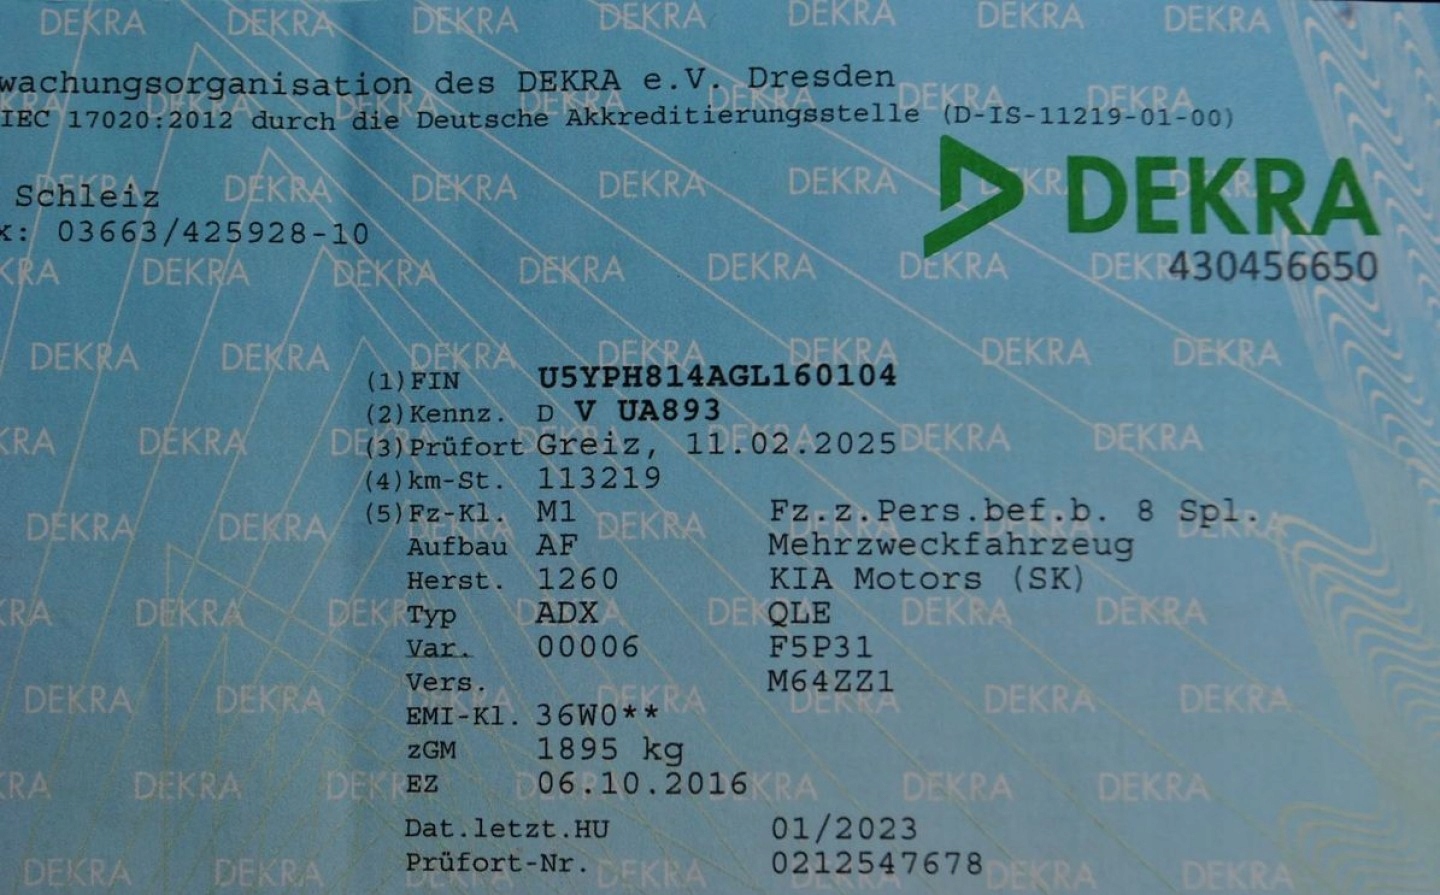 wachungsorganisation des DEKRA e.V. Dresden
IEC 17020:2012 durch die Deutsche Akkreditierungsstelle (D-IS-11219-01-00)
Schleiz
x: 03663/425928-10
DEKRA
430456650
(1)FIN U5YPH814AGL160104
(2)Kennz. D V UA893
(3)Prüfort Greiz, 11.02.2025
(4)km-St. 113219
(5)Fz-Kl. M1 Fz.z.Pers.bef.b. 8 Spl.
Aufbau AF Mehrzweckfahrzeug
Herst. 1260 KIA Motors (SK)
Typ ADX QLE
Var. 00006 F5P31
Vers. M64ZZ1
EMI-Kl. 36W0**
zGM 1895 kg
EZ 06.10.2016
Dat.letzt.HU 01/2023
Prüfort-Nr. 0212547678